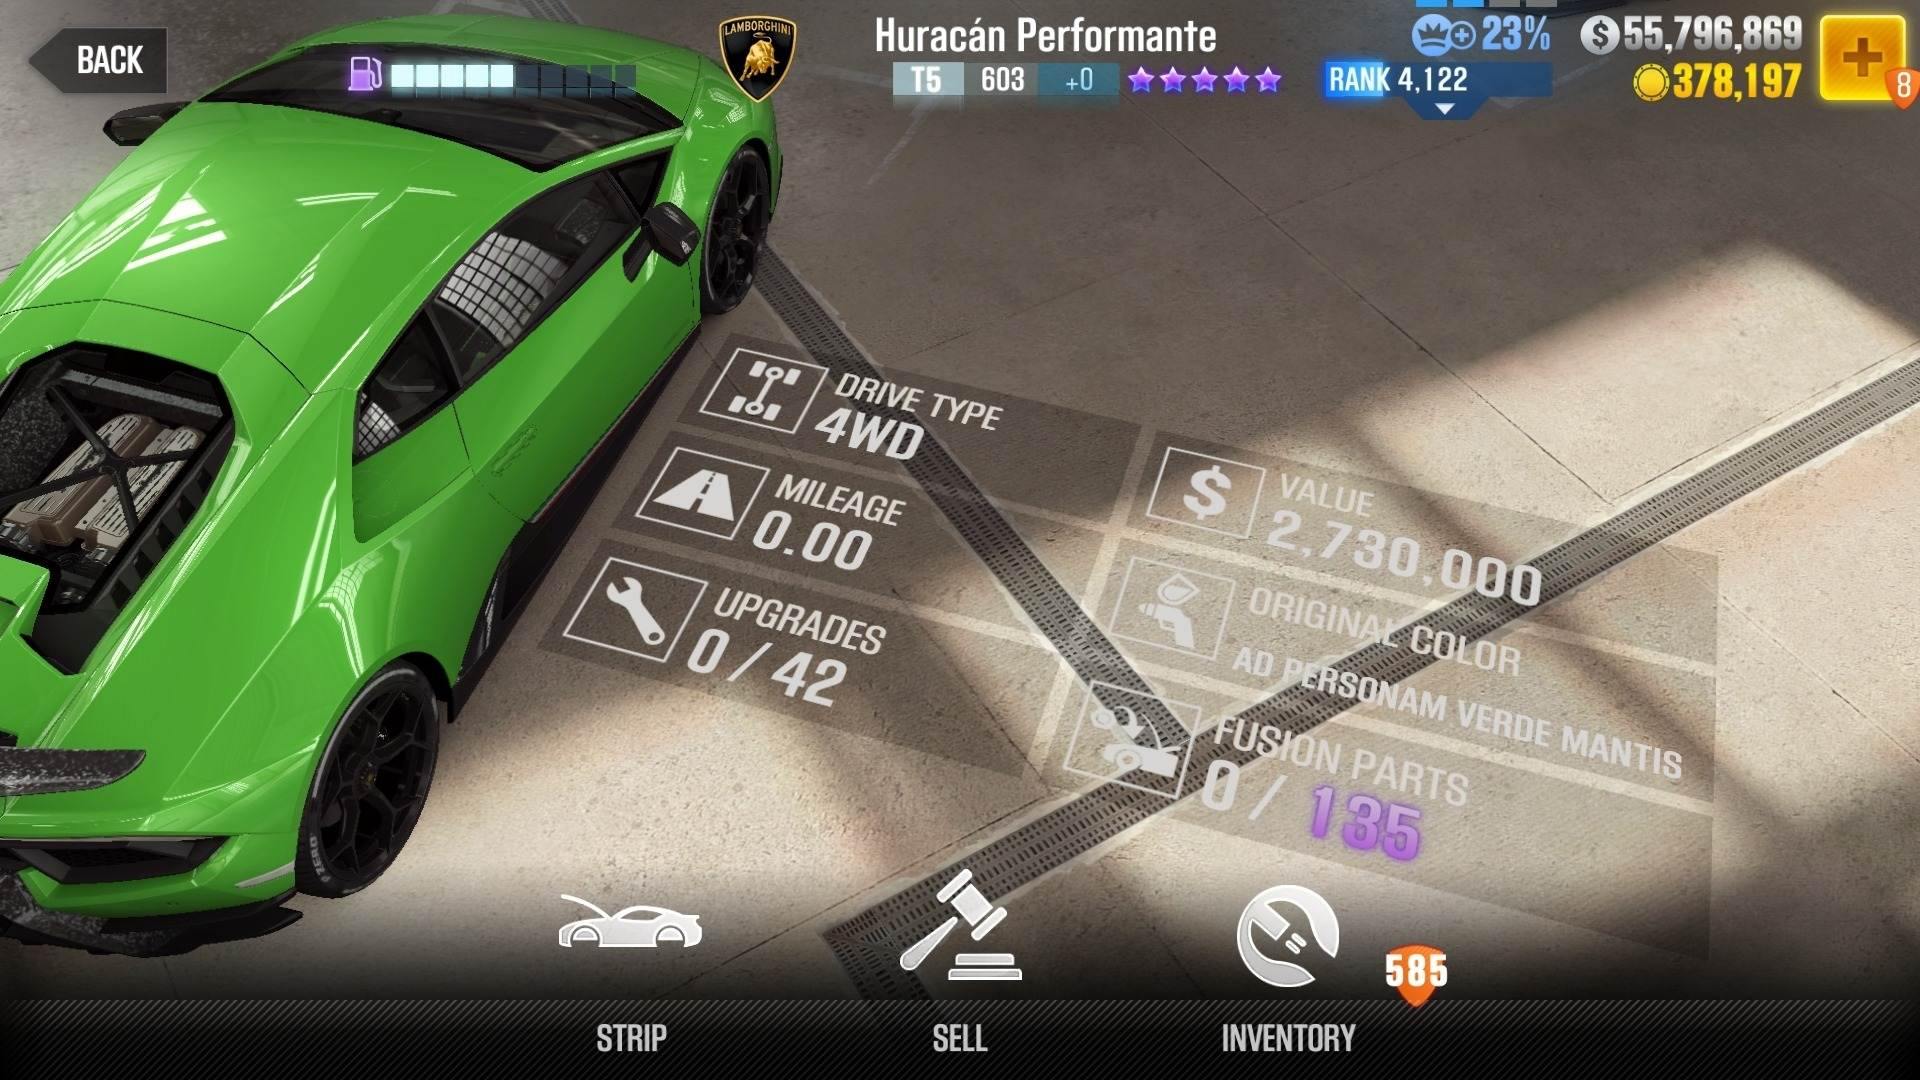 BACK
LAMBORGHINI
Huracán Performante
T5 603 +0
23%
RANK 4,122
$ 55,796,869
378,197
+
8
DRIVE TYPE
4WD
MILEAGE
0.00
UPGRADES
0 / 42
$ VALUE
2,730,000
ORIGINAL COLOR
AD PERSONAM VERDE MANTIS
FUSION PARTS
0 / 135
P ZERO
STRIP
SELL
INVENTORY
585